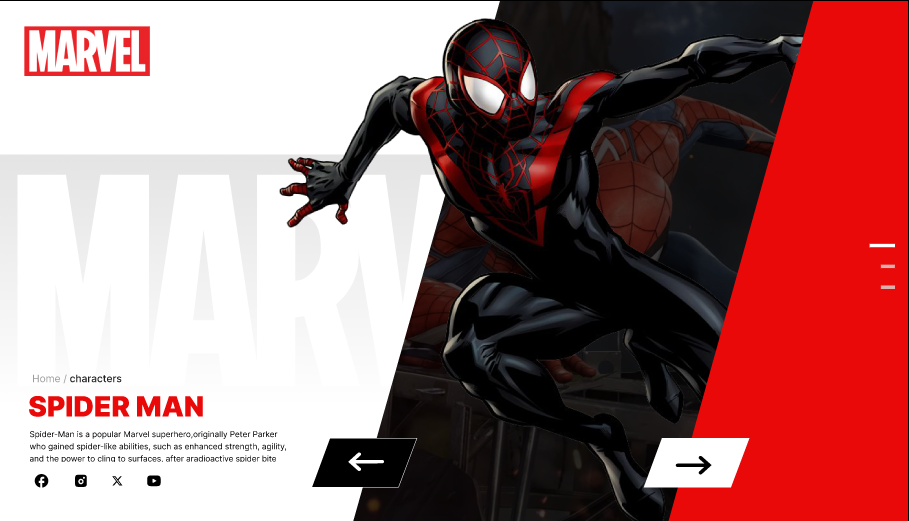 MARVEL
MARV
Home / characters
SPIDER MAN
Spider-Man is a popular Marvel superhero,originally Peter Parker
who gained spider-like abilities, such as enhanced strength, agility,
and the power to cling to surfaces, after aradioactive spider bite